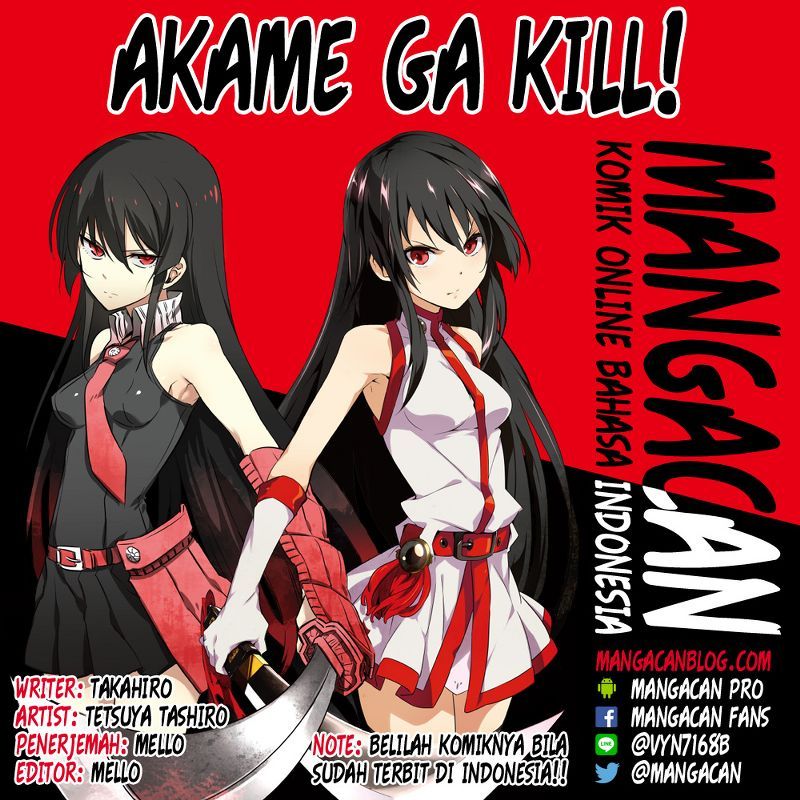 AKAME GA KILL!
MANGACAN
KOMIK ONLINE BAHASA INDONESIA
MANGACANBLOG.COM
MANGACAN PRO
MANGACAN FANS
@VYN7168B
@MANGACAN
WRITER: TAKAHIRO
ARTIST: TETSUYA TASHIRO
PENERJEMAH: MELLO
EDITOR: MELLO
NOTE: BELILAH KOMIKNYA BILA
SUDAH TERBIT DI INDONESIA!!